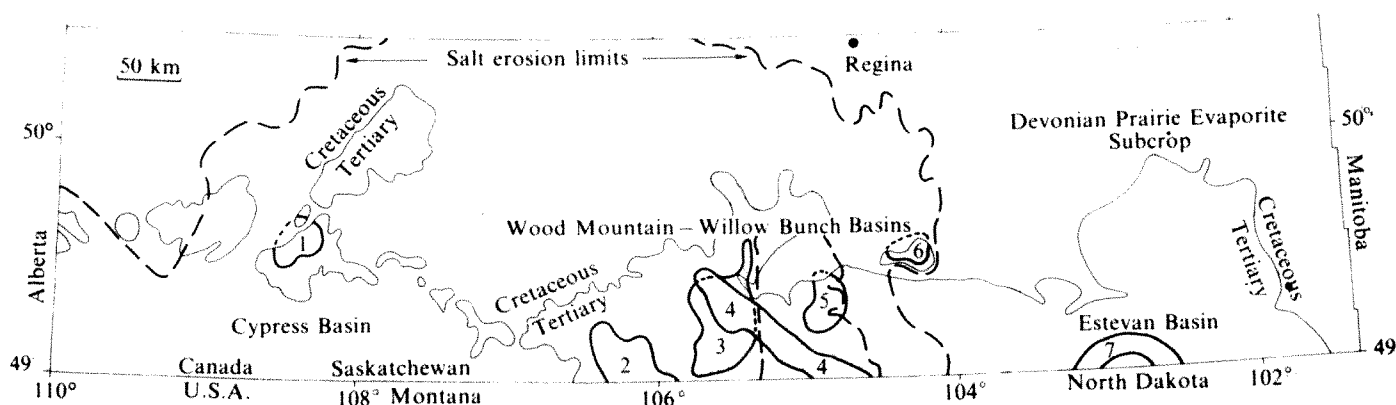 50 km
Salt erosion limits
Regina
50°
Cretaceous
Tertiary
Devonian Prairie Evaporite
Subcrop
50°
Manitoba
Alberta
1
Wood Mountain – Willow Bunch Basins
6
Cretaceous
Tertiary
Cretaceous
Tertiary
4
5
Cypress Basin
Estevan Basin
2
3
4
7
49°
Canada
Saskatchewan
49
110°
U.S.A.
108°
Montana
106°
104°
North Dakota
102°